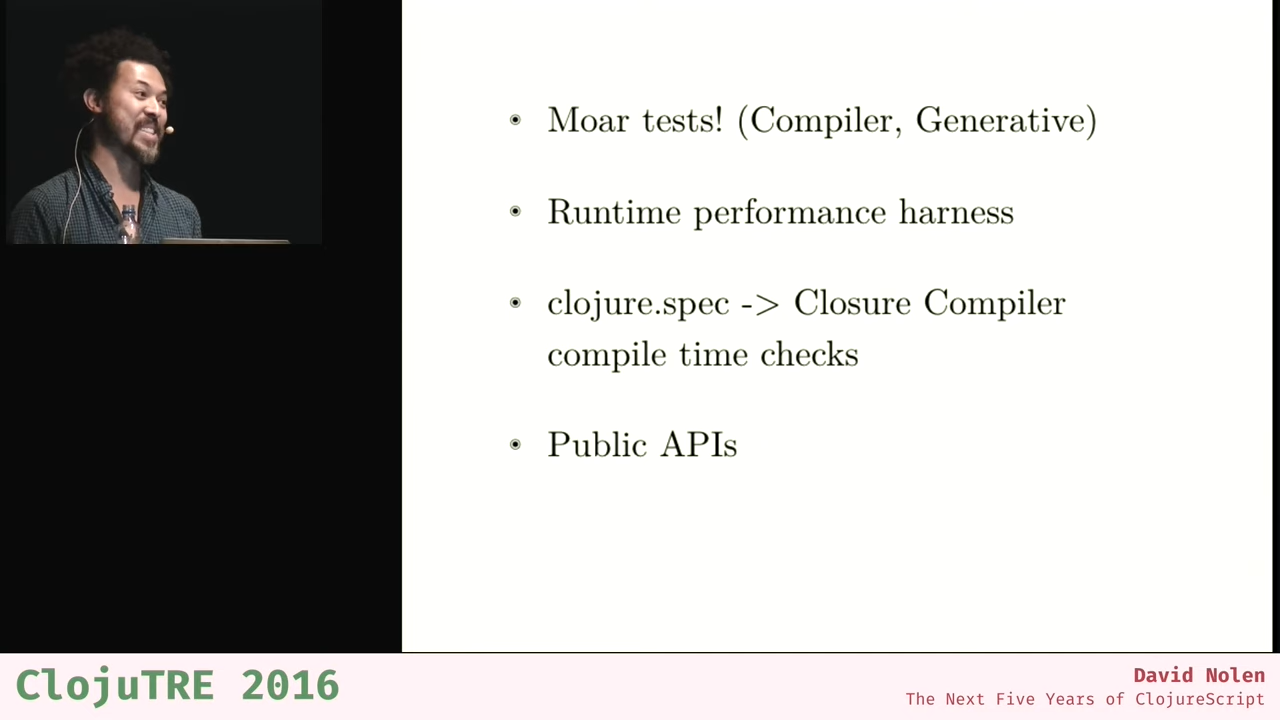 Moar tests! (Compiler, Generative)
Runtime performance harness
clojure.spec -> Closure Compiler
compile time checks
Public APIs
ClojuTRE 2016
David Nolen
The Next Five Years of ClojureScript